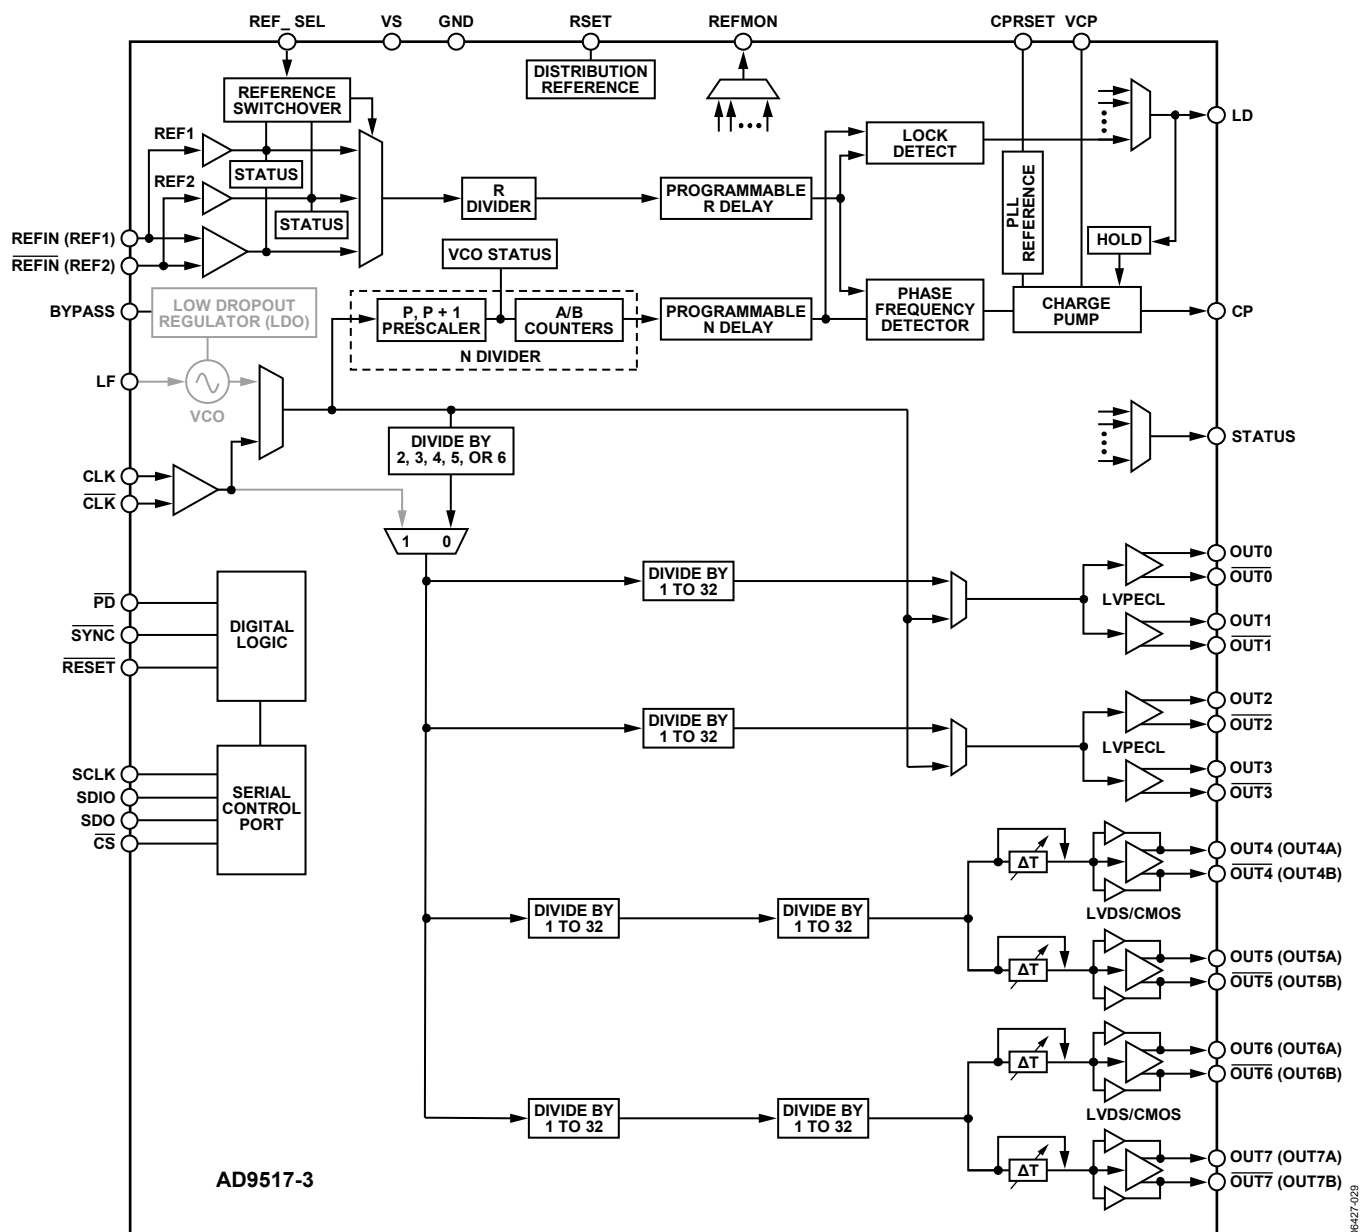 REF_ SEL
VS
GND
RSET
REFMON
CPRSET
VCP
DISTRIBUTION
REFERENCE
REFERENCE
SWITCHOVER
REF1
STATUS
REF2
STATUS
REFIN (REF1)
REFIN (REF2)
BYPASS
LF
R
DIVIDER
PROGRAMMABLE
R DELAY
LOCK
DETECT
PLL
REFERENCE
HOLD
LD
VCO STATUS
LOW DROPOUT
REGULATOR (LDO)
VCO
P, P + 1
PRESCALER
A/B
COUNTERS
N DIVIDER
PROGRAMMABLE
N DELAY
PHASE
FREQUENCY
DETECTOR
CHARGE
PUMP
CP
STATUS
DIVIDE BY
2, 3, 4, 5, OR 6
CLK
CLK
1 0
PD
SYNC
RESET
DIGITAL
LOGIC
SCLK
SDIO
SDO
CS
SERIAL
CONTROL
PORT
DIVIDE BY
1 TO 32
LVPECL
OUT0
OUT0
OUT1
OUT1
DIVIDE BY
1 TO 32
LVPECL
OUT2
OUT2
OUT3
OUT3
DIVIDE BY
1 TO 32
DIVIDE BY
1 TO 32
ΔT
ΔT
LVDS/CMOS
OUT4 (OUT4A)
OUT4 (OUT4B)
OUT5 (OUT5A)
OUT5 (OUT5B)
DIVIDE BY
1 TO 32
DIVIDE BY
1 TO 32
ΔT
ΔT
LVDS/CMOS
OUT6 (OUT6A)
OUT6 (OUT6B)
OUT7 (OUT7A)
OUT7 (OUT7B)
AD9517-3
06427-029